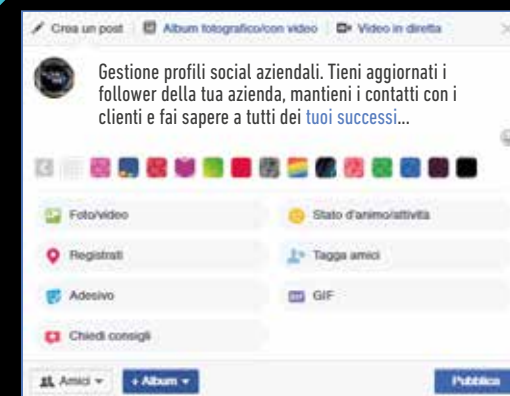 Crea un post Album fotografico/con video Video in diretta
Gestione profili social aziendali. Tieni aggiornati i
follower della tua azienda, mantieni i contatti con i
clienti e fai sapere a tutti dei tuoi successi...
Foto/video Stato d'animo/attività
Registrati Tagga amici
Adesivo GIF
Chiedi consigli
Amici + Album Pubblica